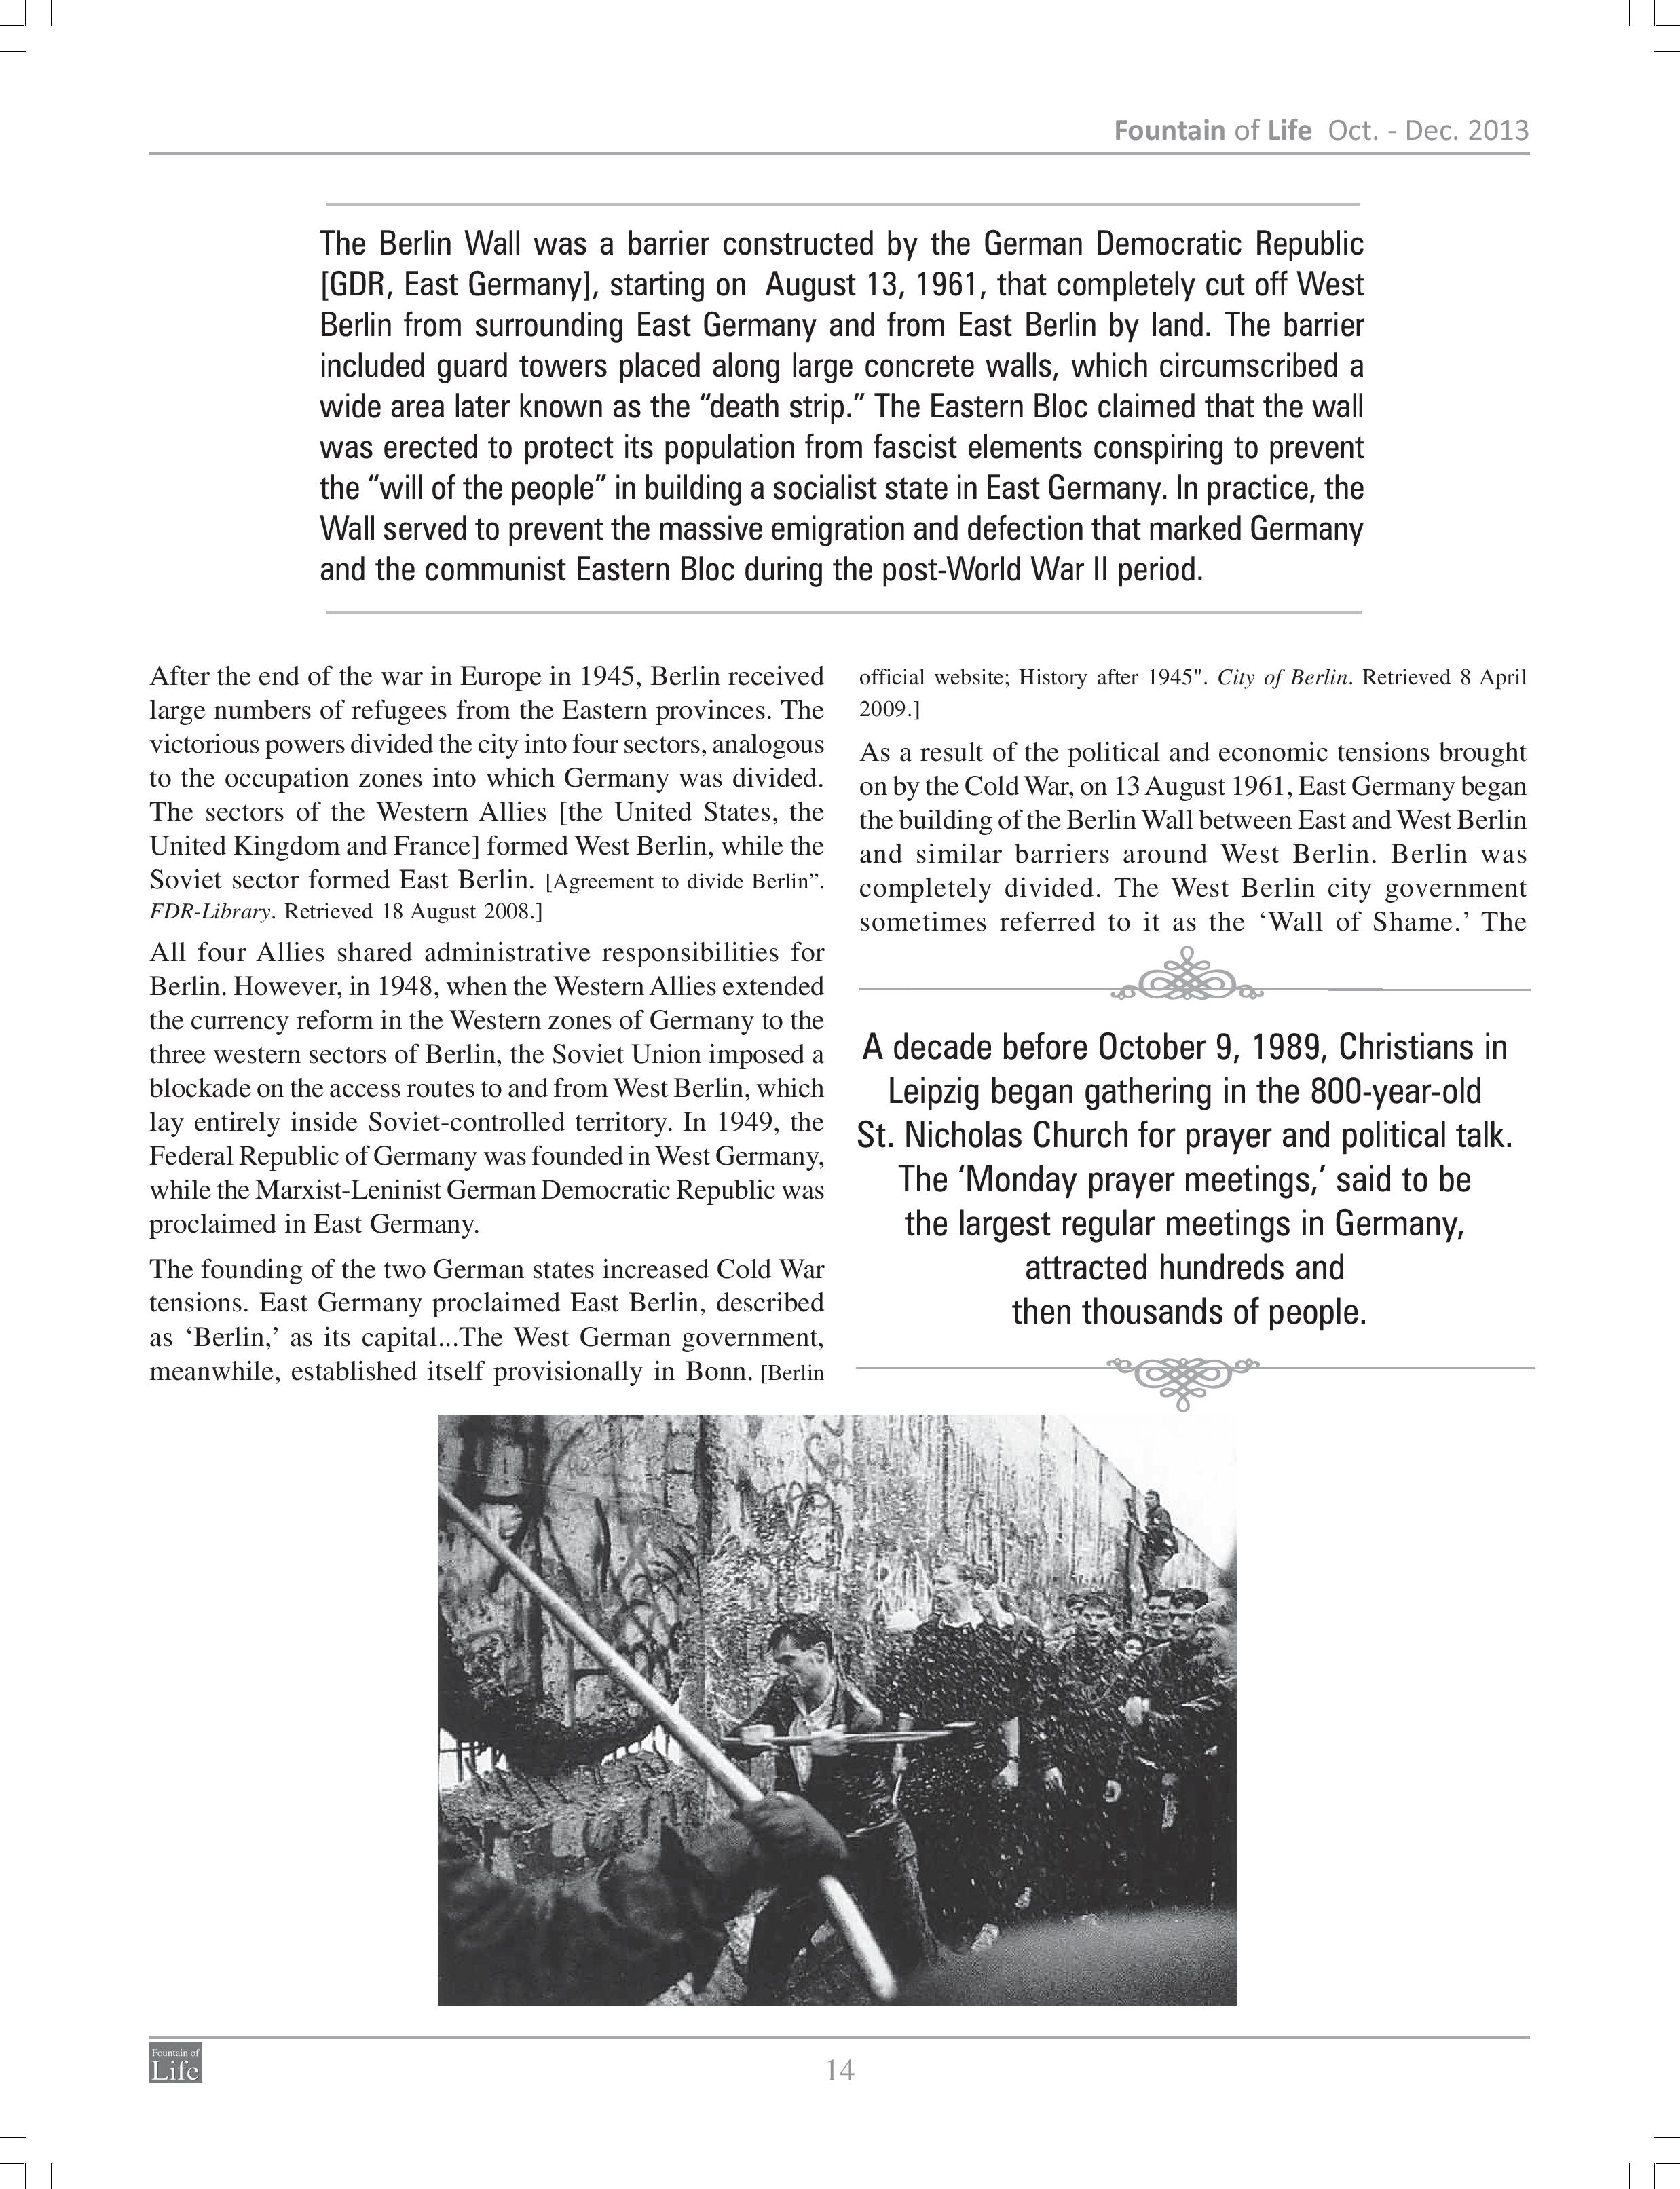 Fountain of Life Oct. - Dec. 2013
The Berlin Wall was a barrier constructed by the German Democratic Republic
[GDR, East Germany], starting on August 13, 1961, that completely cut off West
Berlin from surrounding East Germany and from East Berlin by land. The barrier
included guard towers placed along large concrete walls, which circumscribed a
wide area later known as the “death strip.” The Eastern Bloc claimed that the wall
was erected to protect its population from fascist elements conspiring to prevent
the “will of the people” in building a socialist state in East Germany. In practice, the
Wall served to prevent the massive emigration and defection that marked Germany
and the communist Eastern Bloc during the post-World War II period.
After the end of the war in Europe in 1945, Berlin received
large numbers of refugees from the Eastern provinces. The
victorious powers divided the city into four sectors, analogous
to the occupation zones into which Germany was divided.
The sectors of the Western Allies [the United States, the
United Kingdom and France] formed West Berlin, while the
Soviet sector formed East Berlin. [Agreement to divide Berlin”.
FDR-Library. Retrieved 18 August 2008.]
All four Allies shared administrative responsibilities for
Berlin. However, in 1948, when the Western Allies extended
the currency reform in the Western zones of Germany to the
three western sectors of Berlin, the Soviet Union imposed a
blockade on the access routes to and from West Berlin, which
lay entirely inside Soviet-controlled territory. In 1949, the
Federal Republic of Germany was founded in West Germany,
while the Marxist-Leninist German Democratic Republic was
proclaimed in East Germany.
The founding of the two German states increased Cold War
tensions. East Germany proclaimed East Berlin, described
as ‘Berlin,’ as its capital...The West German government,
meanwhile, established itself provisionally in Bonn. [Berlin
official website; History after 1945". City of Berlin. Retrieved 8 April
2009.]
As a result of the political and economic tensions brought
on by the Cold War, on 13 August 1961, East Germany began
the building of the Berlin Wall between East and West Berlin
and similar barriers around West Berlin. Berlin was
completely divided. The West Berlin city government
sometimes referred to it as the ‘Wall of Shame.’ The
A decade before October 9, 1989, Christians in
Leipzig began gathering in the 800-year-old
St. Nicholas Church for prayer and political talk.
The ‘Monday prayer meetings,’ said to be
the largest regular meetings in Germany,
attracted hundreds and
then thousands of people.
Fountain of
Life
14